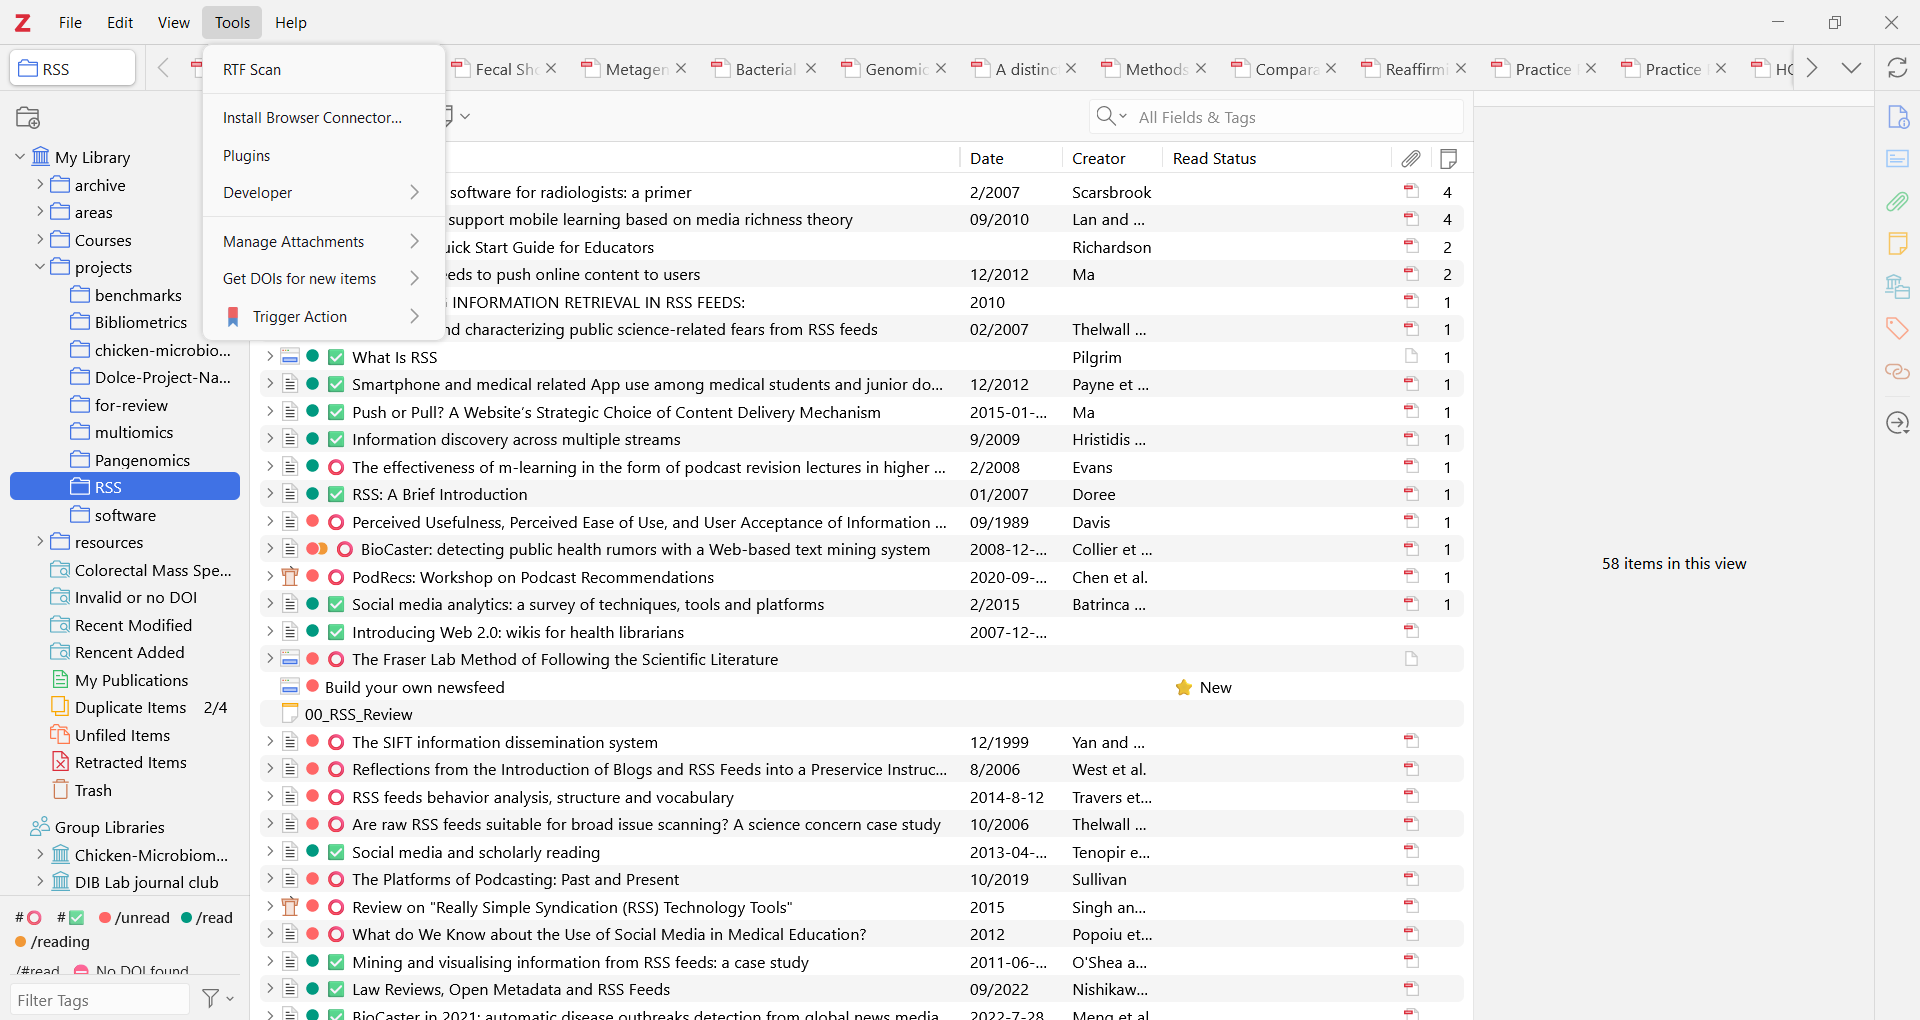 Z File Edit View Tools Help
RSS Fecal Sh Metagen Bacterial Genomic A distinc Methods Compara Reaffirmi Practice Practice HC
RTF Scan
Install Browser Connector...
Plugins
Developer
Manage Attachments
Get DOIs for new items
Trigger Action
All Fields & Tags
My Library
archive
areas
Courses
projects
benchmarks
Bibliometrics
chicken-microbio...
Dolce-Project-Na...
for-review
multiomics
Pangenomics
RSS
software
resources
Colorectal Mass Spe...
Invalid or no DOI
Recent Modified
Rencent Added
My Publications
Duplicate Items 2/4
Unfiled Items
Retracted Items
Trash
Group Libraries
Chicken-Microbiom...
DIB Lab journal club
#⭕ #✅ /unread /read
/reading
/#read No DOI found
Filter Tags
Date Creator Read Status
software for radiologists: a primer 2/2007 Scarsbrook 4
support mobile learning based on media richness theory 09/2010 Lan and ... 4
uick Start Guide for Educators Richardson 2
eds to push online content to users 12/2012 Ma 2
INFORMATION RETRIEVAL IN RSS FEEDS: 2010 1
nd characterizing public science-related fears from RSS feeds 02/2007 Thelwall ... 1
What Is RSS Pilgrim 1
Smartphone and medical related App use among medical students and junior do... 12/2012 Payne et ... 1
Push or Pull? A Website's Strategic Choice of Content Delivery Mechanism 2015-01-... Ma 1
Information discovery across multiple streams 9/2009 Hristidis ... 1
The effectiveness of m-learning in the form of podcast revision lectures in higher ... 2/2008 Evans 1
RSS: A Brief Introduction 01/2007 Doree 1
Perceived Usefulness, Perceived Ease of Use, and User Acceptance of Information ... 09/1989 Davis 1
BioCaster: detecting public health rumors with a Web-based text mining system 2008-12-... Collier et ... 1
PodRecs: Workshop on Podcast Recommendations 2020-09-... Chen et al. 1
Social media analytics: a survey of techniques, tools and platforms 2/2015 Batrinca ... 1
Introducing Web 2.0: wikis for health librarians 2007-12-...
The Fraser Lab Method of Following the Scientific Literature
Build your own newsfeed New
00_RSS_Review
The SIFT information dissemination system 12/1999 Yan and ...
Reflections from the Introduction of Blogs and RSS Feeds into a Preservice Instruc... 8/2006 West et al.
RSS feeds behavior analysis, structure and vocabulary 2014-8-12 Travers et...
Are raw RSS feeds suitable for broad issue scanning? A science concern case study 10/2006 Thelwall ...
Social media and scholarly reading 2013-04-... Tenopir e...
The Platforms of Podcasting: Past and Present 10/2019 Sullivan
Review on "Really Simple Syndication (RSS) Technology Tools" 2015 Singh an...
What do We Know about the Use of Social Media in Medical Education? 2012 Popoiu et...
Mining and visualising information from RSS feeds: a case study 2011-06-... O'Shea a...
Law Reviews, Open Metadata and RSS Feeds 09/2022 Nishikaw...
BioCaster in 2021: automatic disease outbreaks detection from global news media 2022-7-28 Meng et al.
58 items in this view